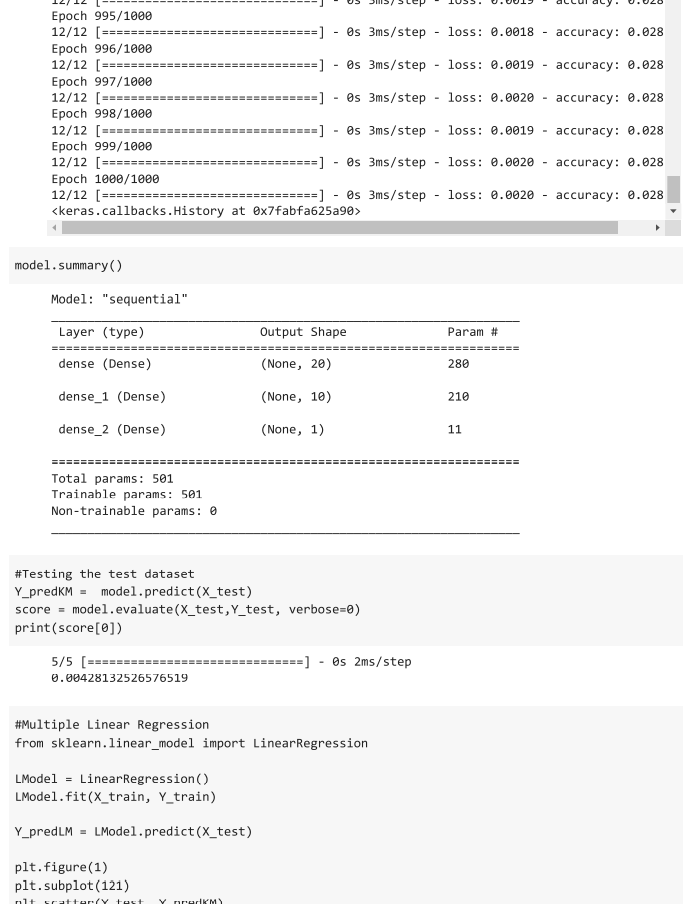 12/12 [==============================] - 0s 3ms/step - loss: 0.0019 - accuracy: 0.028
Epoch 995/1000
12/12 [==============================] - 0s 3ms/step - loss: 0.0018 - accuracy: 0.028
Epoch 996/1000
12/12 [==============================] - 0s 3ms/step - loss: 0.0019 - accuracy: 0.028
Epoch 997/1000
12/12 [==============================] - 0s 3ms/step - loss: 0.0020 - accuracy: 0.028
Epoch 998/1000
12/12 [==============================] - 0s 3ms/step - loss: 0.0019 - accuracy: 0.028
Epoch 999/1000
12/12 [==============================] - 0s 3ms/step - loss: 0.0020 - accuracy: 0.028
Epoch 1000/1000
12/12 [==============================] - 0s 3ms/step - loss: 0.0020 - accuracy: 0.028
<keras.callbacks.History at 0x7fabfa625a90>
model.summary()
Model: "sequential"
_________________________________________________________________
Layer (type) Output Shape Param #
=================================================================
dense (Dense) (None, 20) 280
dense_1 (Dense) (None, 10) 210
dense_2 (Dense) (None, 1) 11
=================================================================
Total params: 501
Trainable params: 501
Non-trainable params: 0
_________________________________________________________________
#Testing the test dataset
Y_predKM =  model.predict(X_test)
score = model.evaluate(X_test,Y_test, verbose=0)
print(score[0])
5/5 [==============================] - 0s 2ms/step
0.00428132526576519
#Multiple Linear Regression
from sklearn.linear_model import LinearRegression
LModel = LinearRegression()
LModel.fit(X_train, Y_train)
Y_predLM = LModel.predict(X_test)
plt.figure(1)
plt.subplot(121)
plt.scatter(Y_test, Y_predKM)